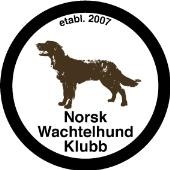 etabl. 2007
Norsk
Wachtelhund
Klubb